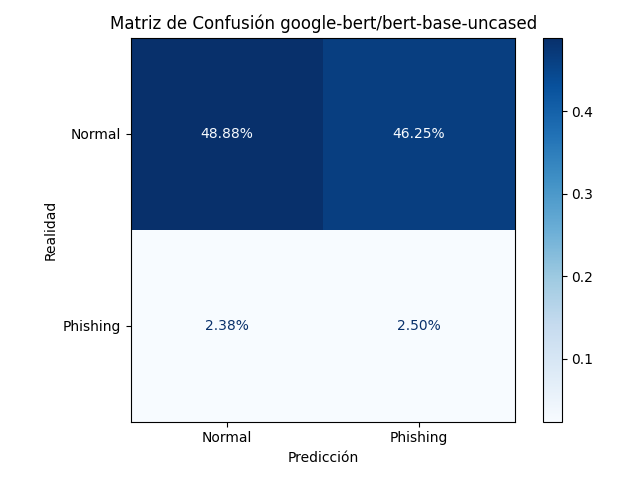 Matriz de Confusión google-bert/bert-base-uncased
Realidad
Normal
48.88%
46.25%
Phishing
2.38%
2.50%
Normal
Phishing
Predicción
0.4
0.3
0.2
0.1